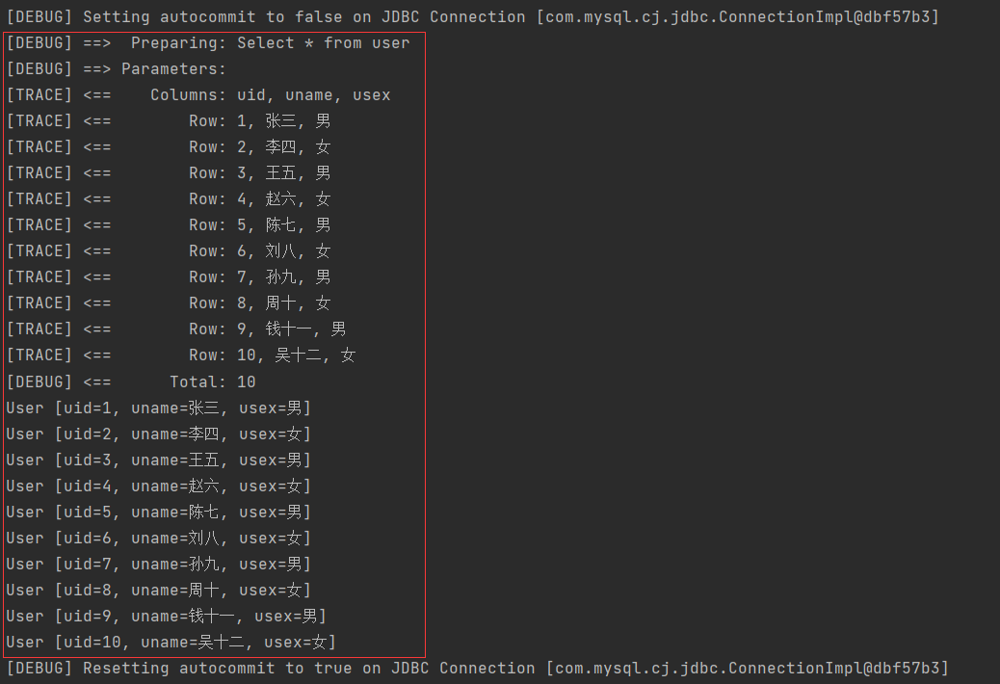 [DEBUG] Setting autocommit to false on JDBC Connection [com.mysql.cj.jdbc.ConnectionImpl@dbf57b3]
[DEBUG] ==>  Preparing: Select * from user
[DEBUG] ==> Parameters:
[TRACE] <==    Columns: uid, uname, usex
[TRACE] <==        Row: 1, 张三, 男
[TRACE] <==        Row: 2, 李四, 女
[TRACE] <==        Row: 3, 王五, 男
[TRACE] <==        Row: 4, 赵六, 女
[TRACE] <==        Row: 5, 陈七, 男
[TRACE] <==        Row: 6, 刘八, 女
[TRACE] <==        Row: 7, 孙九, 男
[TRACE] <==        Row: 8, 周十, 女
[TRACE] <==        Row: 9, 钱十一, 男
[TRACE] <==        Row: 10, 吴十二, 女
[DEBUG] <==      Total: 10
User [uid=1, uname=张三, usex=男]
User [uid=2, uname=李四, usex=女]
User [uid=3, uname=王五, usex=男]
User [uid=4, uname=赵六, usex=女]
User [uid=5, uname=陈七, usex=男]
User [uid=6, uname=刘八, usex=女]
User [uid=7, uname=孙九, usex=男]
User [uid=8, uname=周十, usex=女]
User [uid=9, uname=钱十一, usex=男]
User [uid=10, uname=吴十二, usex=女]
[DEBUG] Resetting autocommit to true on JDBC Connection [com.mysql.cj.jdbc.ConnectionImpl@dbf57b3]